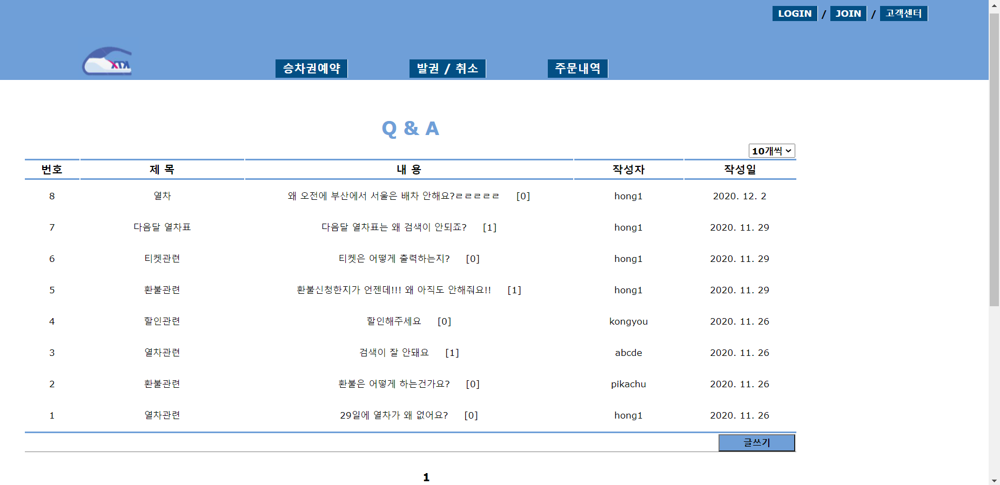 LOGIN / JOIN / 고객센터
KTX
승차권예약 발권 / 취소 주문내역
Q & A
10개씩
번호 제 목 내 용 작성자 작성일
8 열차 왜 오전에 부산에서 서울은 배차 안해요?ㄹㄹㄹㄹㄹ [0] hong1 2020. 12. 2
7 다음달 열차표 다음달 열차표는 왜 검색이 안되죠? [1] hong1 2020. 11. 29
6 티켓관련 티켓은 어떻게 출력하는지? [0] hong1 2020. 11. 29
5 환불관련 환불신청한지가 언젠데!!! 왜 아직도 안해줘요!! [1] hong1 2020. 11. 29
4 할인관련 할인해주세요 [0] kongyou 2020. 11. 26
3 열차관련 검색이 잘 안돼요 [1] abcde 2020. 11. 26
2 환불관련 환불은 어떻게 하는건가요? [0] pikachu 2020. 11. 26
1 열차관련 29일에 열차가 왜 없어요? [0] hong1 2020. 11. 26
글쓰기
1